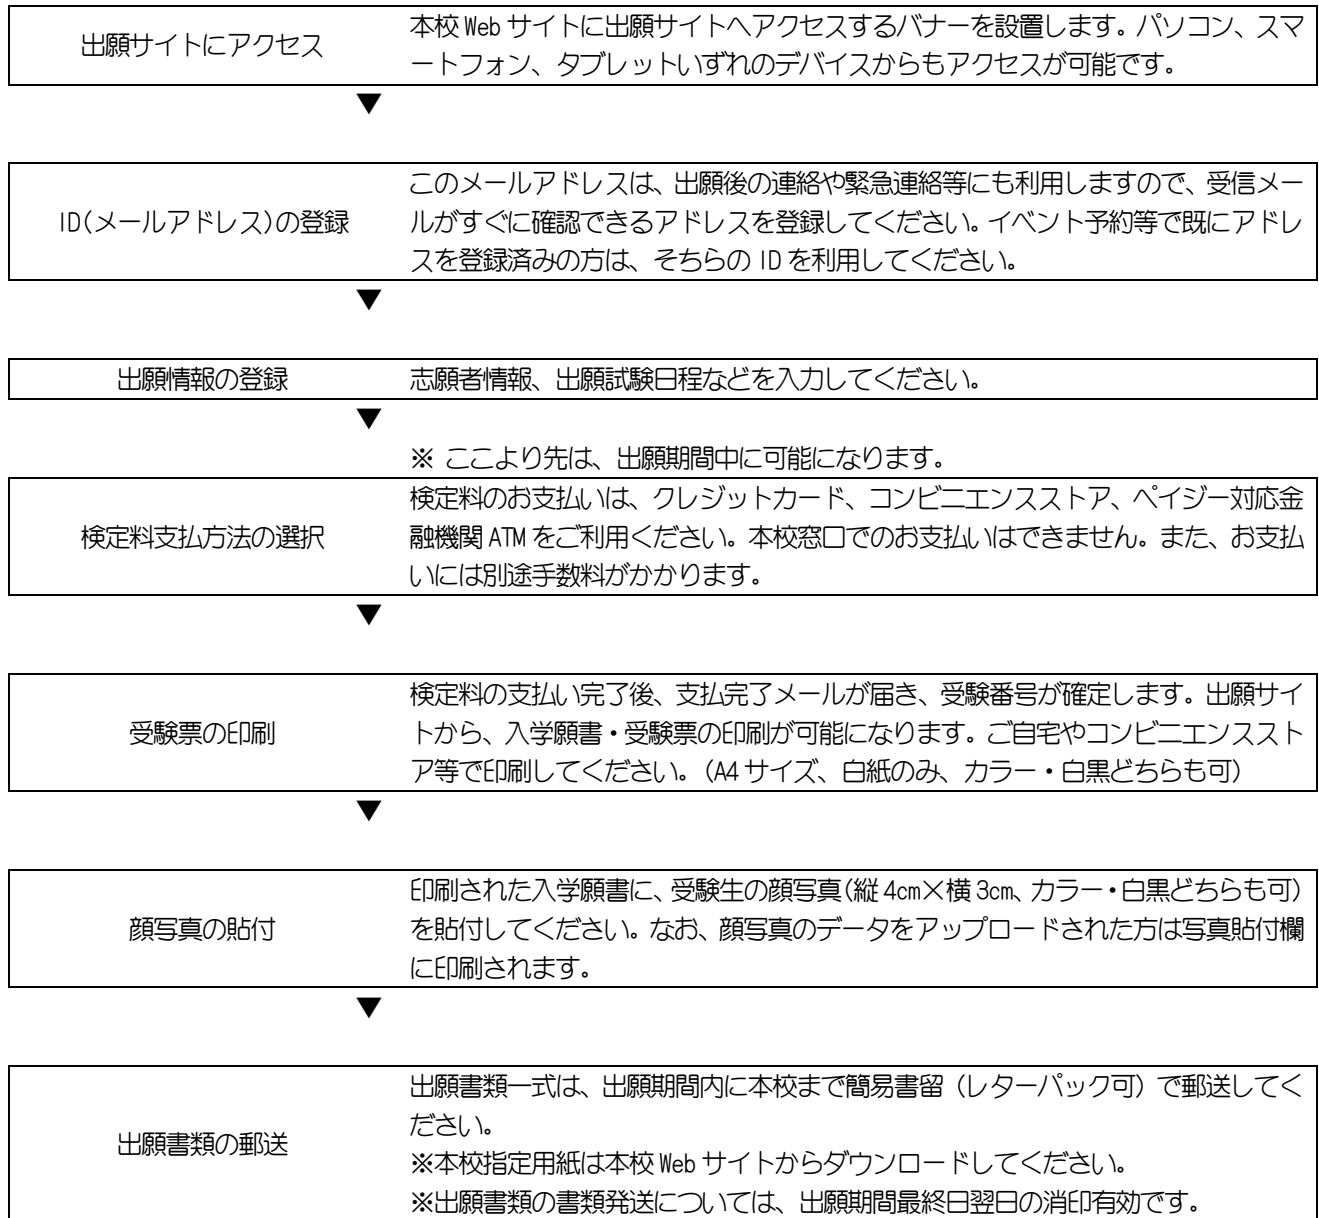 出願サイトにアクセス
本校Webサイトに出願サイトへアクセスするバナーを設置します。パソコン、スマ
ートフォン、タブレットいずれのデバイスからもアクセスが可能です。
▼
ID(メールアドレス)の登録
このメールアドレスは、出願後の連絡や緊急連絡等にも利用しますので、受信メー
ルがすぐに確認できるアドレスを登録してください。イベント予約等で既にアドレ
スを登録済みの方は、そちらの ID を利用してください。
▼
出願情報の登録
志願者情報、出願試験日程などを入力してください。
▼
※ ここより先は、出願期間中に可能になります。
検定料支払方法の選択
検定料のお支払いは、クレジットカード、コンビニエンスストア、ペイジー対応金
融機関 ATM をご利用ください。本校窓口でのお支払いはできません。また、お支払
いには別途手数料がかかります。
▼
受験票の印刷
検定料の支払い完了後、支払完了メールが届き、受験番号が確定します。出願サイ
トから、入学願書・受験票の印刷が可能になります。ご自宅やコンビニエンススト
ア等で印刷してください。（A4 サイズ、白紙のみ、カラー・白黒どちらも可）
▼
顔写真の貼付
印刷された入学願書に、受験生の顔写真(縦 4cm×横 3cm、カラー・白黒どちらも可)
を貼付してください。なお、顔写真のデータをアップロードされた方は写真貼付欄
に印刷されます。
▼
出願書類の郵送
出願書類一式は、出願期間内に本校まで簡易書留（レターパック可）で郵送してく
ださい。
※本校指定用紙は本校 Web サイトからダウンロードしてください。
※出願書類の書類発送については、出願期間最終日翌日の消印有効です。